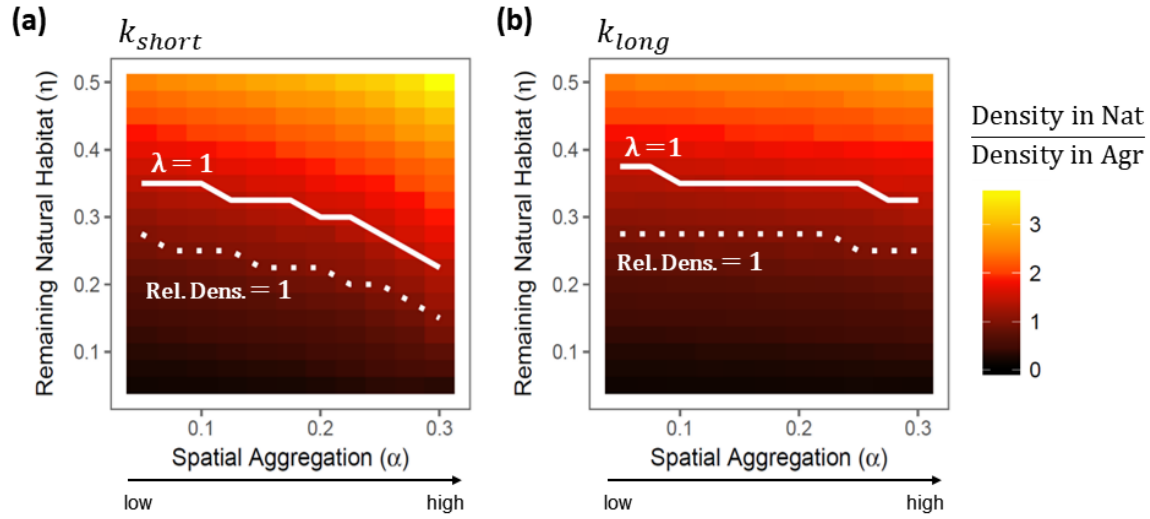 (a)
k_short
Remaining Natural Habitat (η)
0.5
0.4
0.3
0.2
0.1
λ = 1
Rel. Dens. = 1
0.1 0.2 0.3
Spatial Aggregation (α)
low high
(b)
k_long
Remaining Natural Habitat (η)
0.5
0.4
0.3
0.2
0.1
λ = 1
Rel. Dens. = 1
0.1 0.2 0.3
Spatial Aggregation (α)
low high
Density in Nat
Density in Agr
3
2
1
0